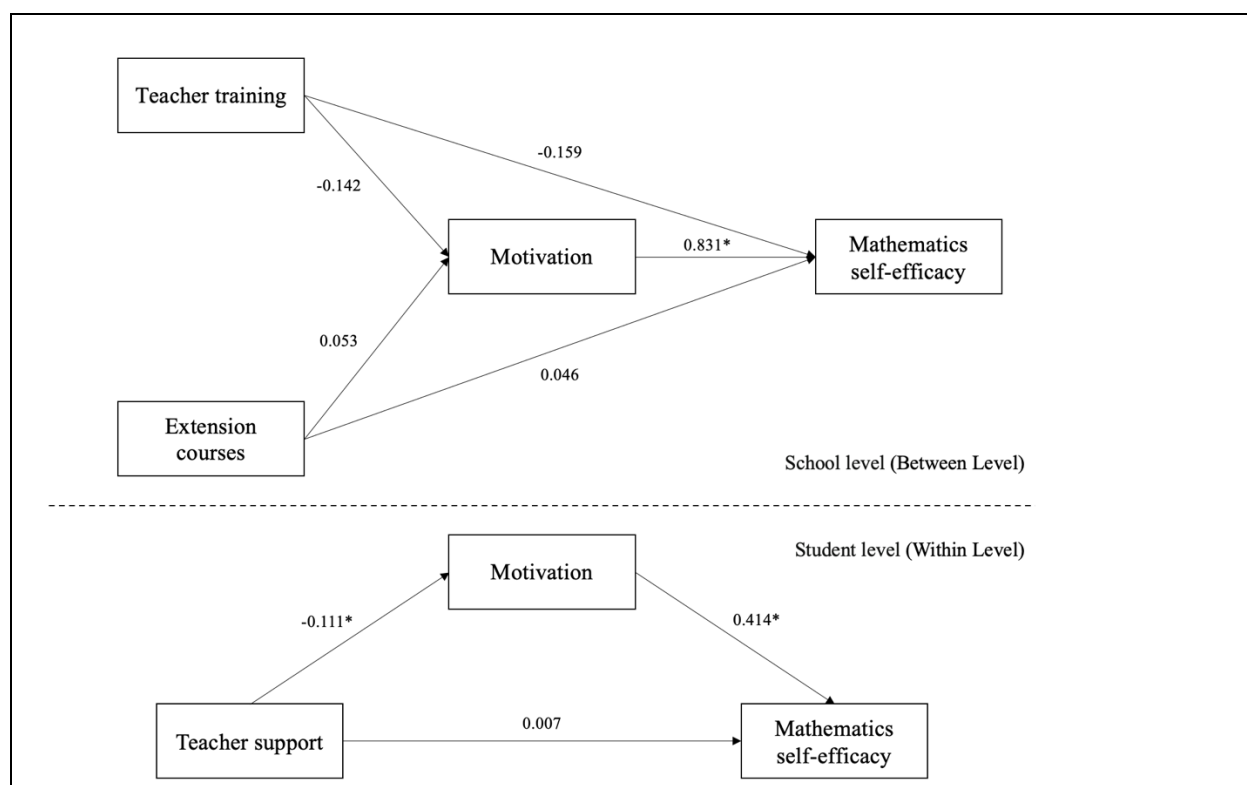 Teacher training
-0.159
-0.142
Motivation
0.831*
Mathematics
self-efficacy
0.053
0.046
Extension
courses
School level (Between Level)
Student level (Within Level)
Motivation
-0.111*
0.414*
Teacher support
0.007
Mathematics
self-efficacy